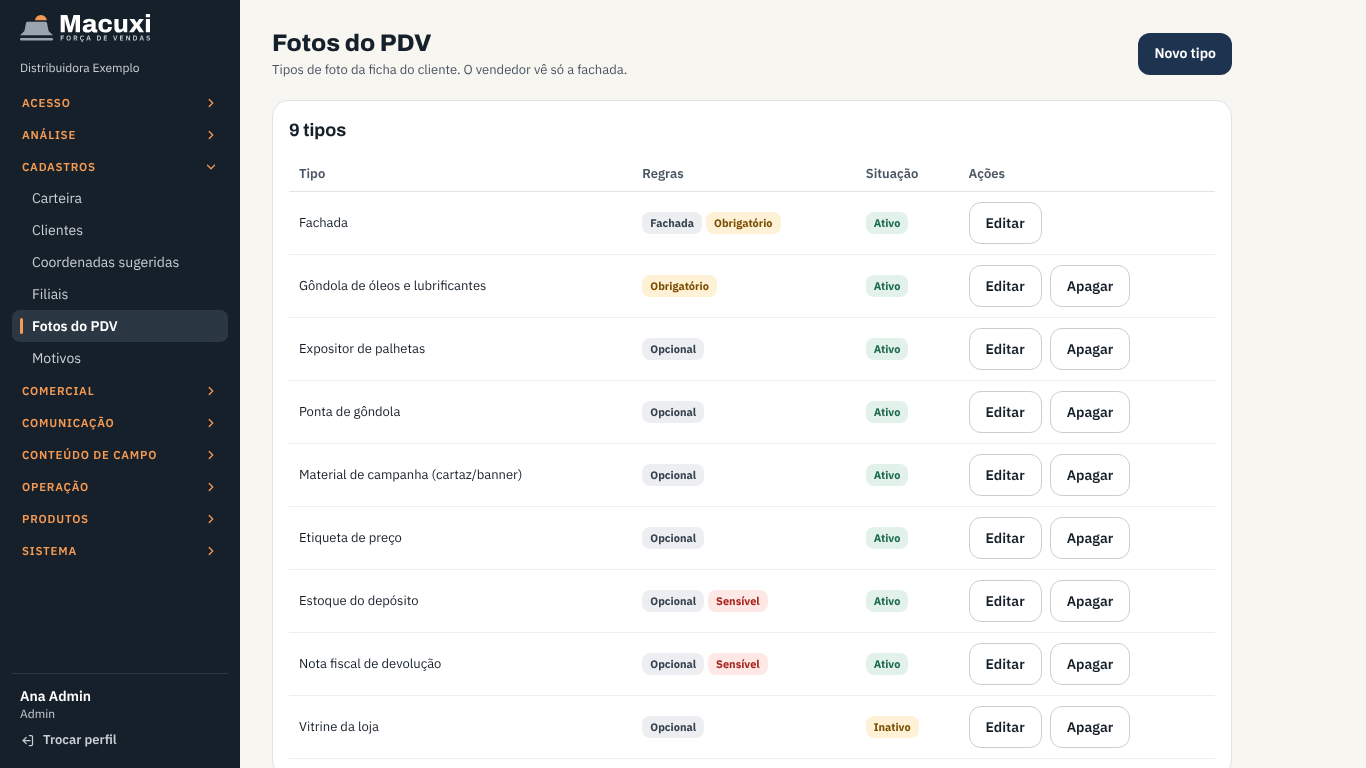 Macuxi
FORÇA DE VENDAS
Distribuidora Exemplo
ACESSO
ANÁLISE
CADASTROS
Carteira
Clientes
Coordenadas sugeridas
Filiais
Fotos do PDV
Motivos
COMERCIAL
COMUNICAÇÃO
CONTEÚDO DE CAMPO
OPERAÇÃO
PRODUTOS
SISTEMA
Ana Admin
Admin
Trocar perfil
Fotos do PDV
Tipos de foto da ficha do cliente. O vendedor vê só a fachada.
Novo tipo
9 tipos
Tipo Regras Situação Ações
Fachada Fachada Obrigatório Ativo Editar
Gôndola de óleos e lubrificantes Obrigatório Ativo Editar Apagar
Expositor de palhetas Opcional Ativo Editar Apagar
Ponta de gôndola Opcional Ativo Editar Apagar
Material de campanha (cartaz/banner) Opcional Ativo Editar Apagar
Etiqueta de preço Opcional Ativo Editar Apagar
Estoque do depósito Opcional Sensível Ativo Editar Apagar
Nota fiscal de devolução Opcional Sensível Ativo Editar Apagar
Vitrine da loja Opcional Inativo Editar Apagar